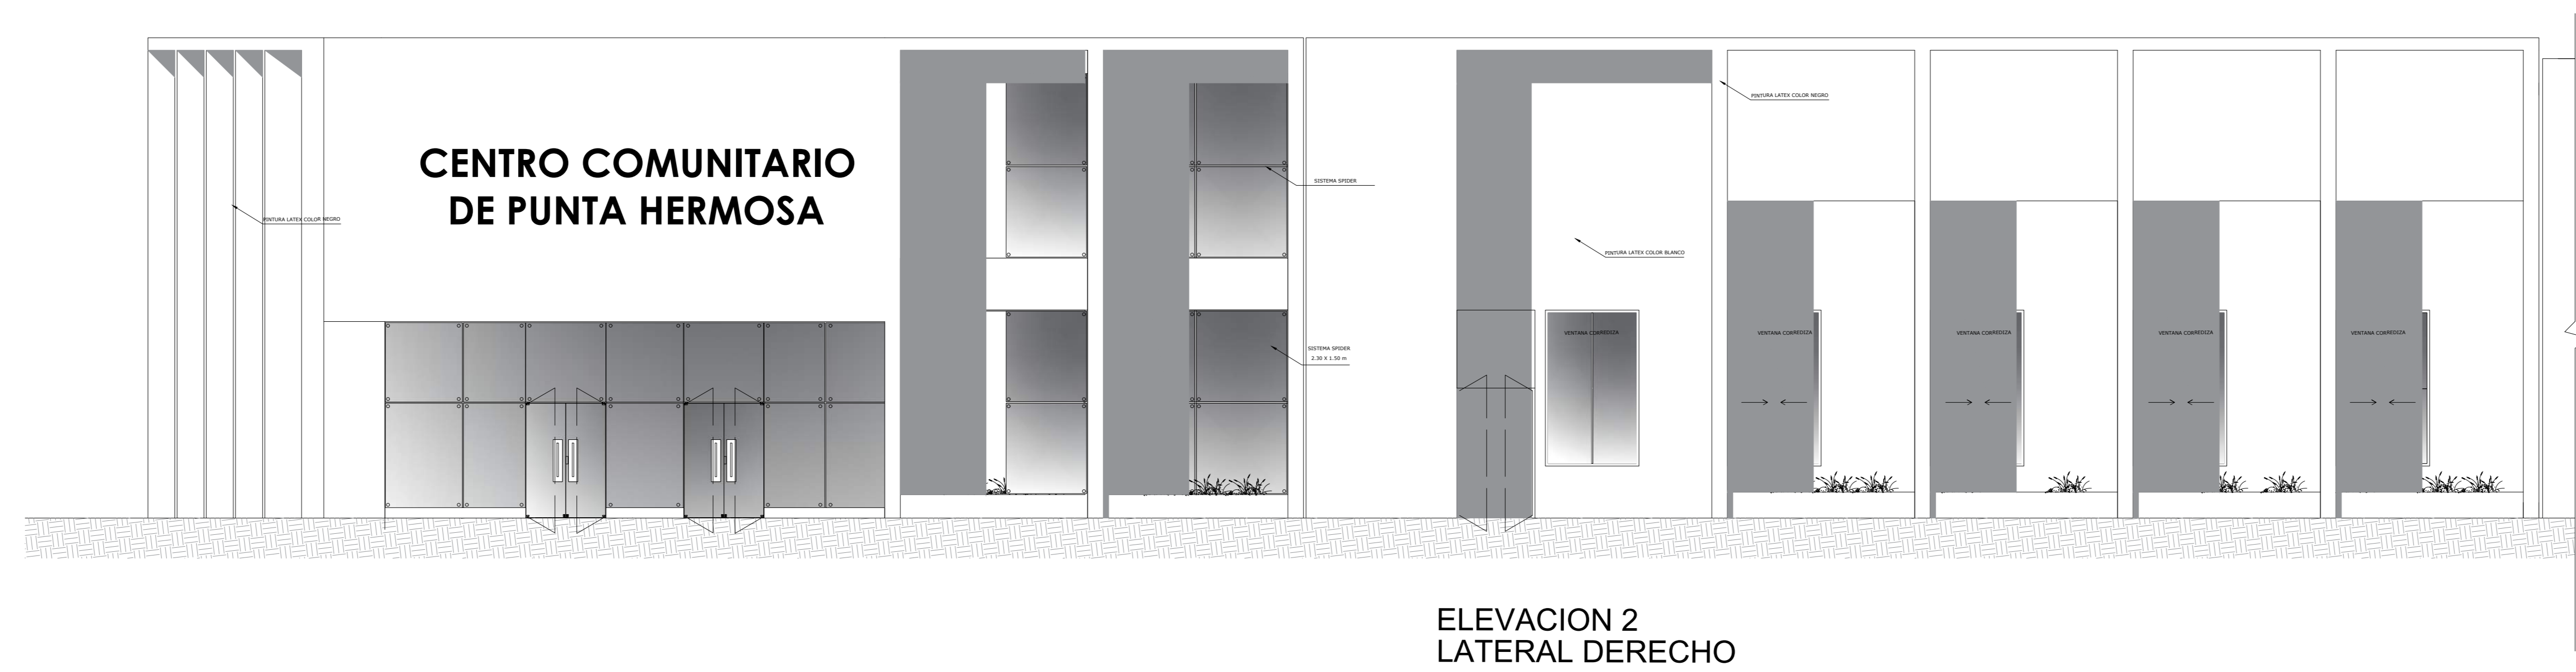 CENTRO COMUNITARIO
DE PUNTA HERMOSA
PINTURA LATEX COLOR NEGRO
SISTEMA SPIDER
SISTEMA SPIDER
2.30 X 1.50 m
PINTURA LATEX COLOR NEGRO
PINTURA LATEX COLOR BLANCO
VENTANA CORREDIZA
VENTANA CORREDIZA
VENTANA CORREDIZA
VENTANA CORREDIZA
VENTANA CORREDIZA
ELEVACION 2
LATERAL DERECHO